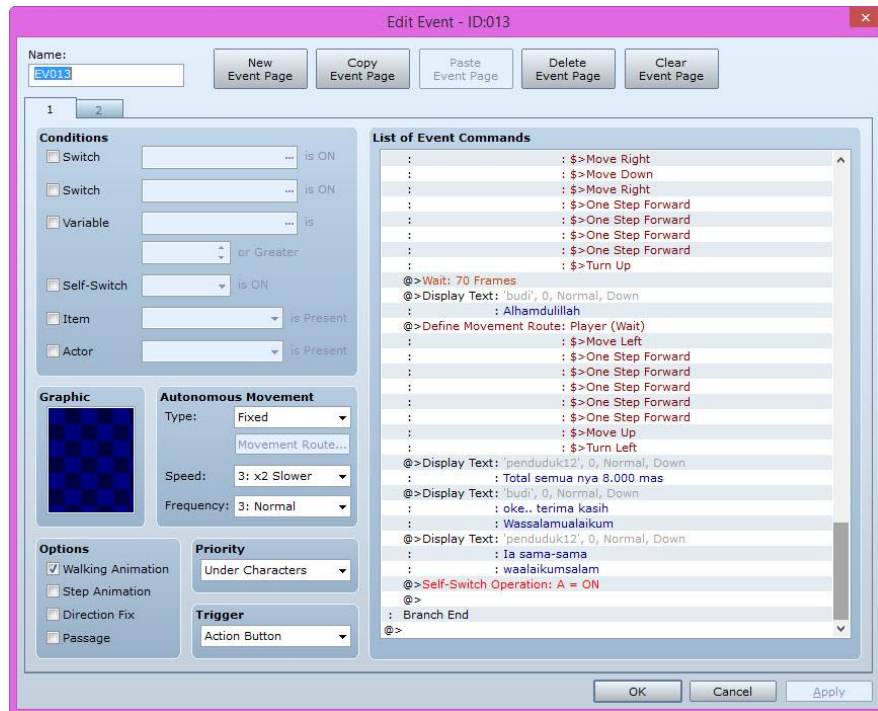 Edit Event - ID:013
Name:
EV013
New Event Page
Copy Event Page
Paste Event Page
Delete Event Page
Clear Event Page
1 2
Conditions
Switch ... is ON
Switch ... is ON
Variable ... is
or Greater
Self-Switch is ON
Item is Present
Actor is Present
Graphic
Autonomous Movement
Type: Fixed
Movement Route...
Speed: 3: x2 Slower
Frequency: 3: Normal
Options
Walking Animation
Step Animation
Direction Fix
Passage
Priority
Under Characters
Trigger
Action Button
List of Event Commands
: : $>Move Right
: : $>Move Down
: : $>Move Right
: : $>One Step Forward
: : $>One Step Forward
: : $>One Step Forward
: : $>One Step Forward
: : $>Turn Up
@>Wait: 70 Frames
@>Display Text: 'budi', 0, Normal, Down
: : Alhamdulillah
@>Define Movement Route: Player (Wait)
: : $>Move Left
: : $>One Step Forward
: : $>One Step Forward
: : $>One Step Forward
: : $>One Step Forward
: : $>One Step Forward
: : $>Move Up
: : $>Turn Left
@>Display Text: 'penduduk12', 0, Normal, Down
: : Total semua nya 8.000 mas
@>Display Text: 'budi', 0, Normal, Down
: : oke.. terima kasih
: : Wassalamualaikum
@>Display Text: 'penduduk12', 0, Normal, Down
: : Ia sama-sama
: : waalaikumsalam
@>Self-Switch Operation: A = ON
@>
: Branch End
@>
OK
Cancel
Apply